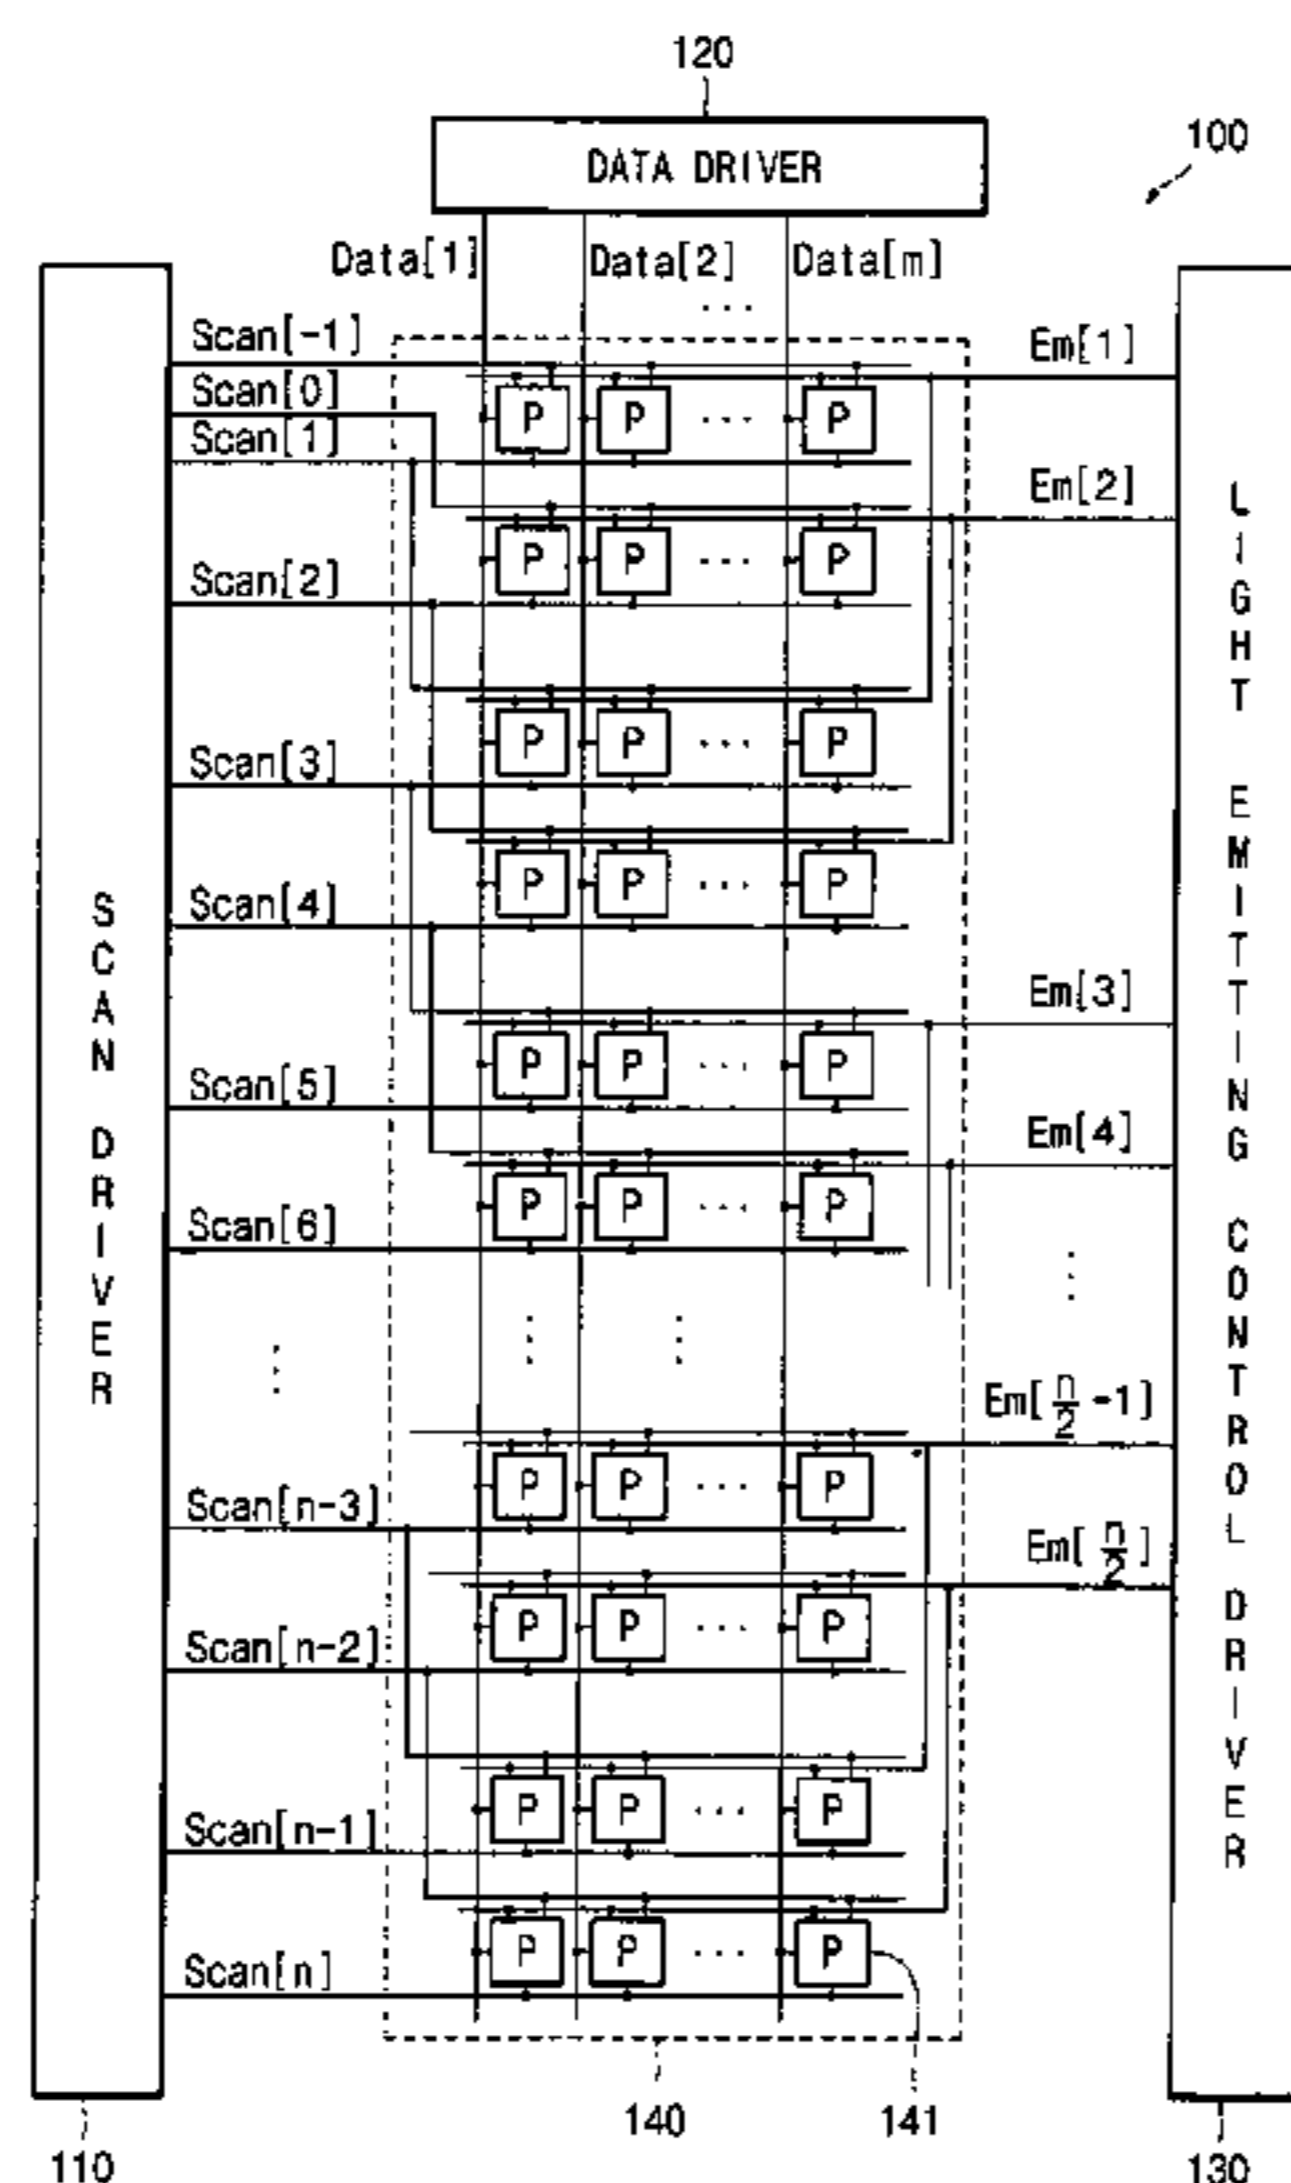 120
DATA DRIVER
100
Data[1] Data[2] ... Data[m]
Scan[-1]
Em[1]
Scan[0]
P P ... P
Scan[1]
Em[2]
P P ... P
Scan[2]
P P ... P
Scan[3]
P P ... P
Scan[4]
Em[3]
P P ... P
Scan[5]
Em[4]
P P ... P
Scan[6]
Em[n/2 -1]
P P ... P
Scan[n-3]
Em[n/2]
P P ... P
Scan[n-2]
P P ... P
Scan[n-1]
P P ... P
Scan[n]
SCAN DRIVER
LIGHT EMITTING CONTROL DRIVER
140
141
110
130